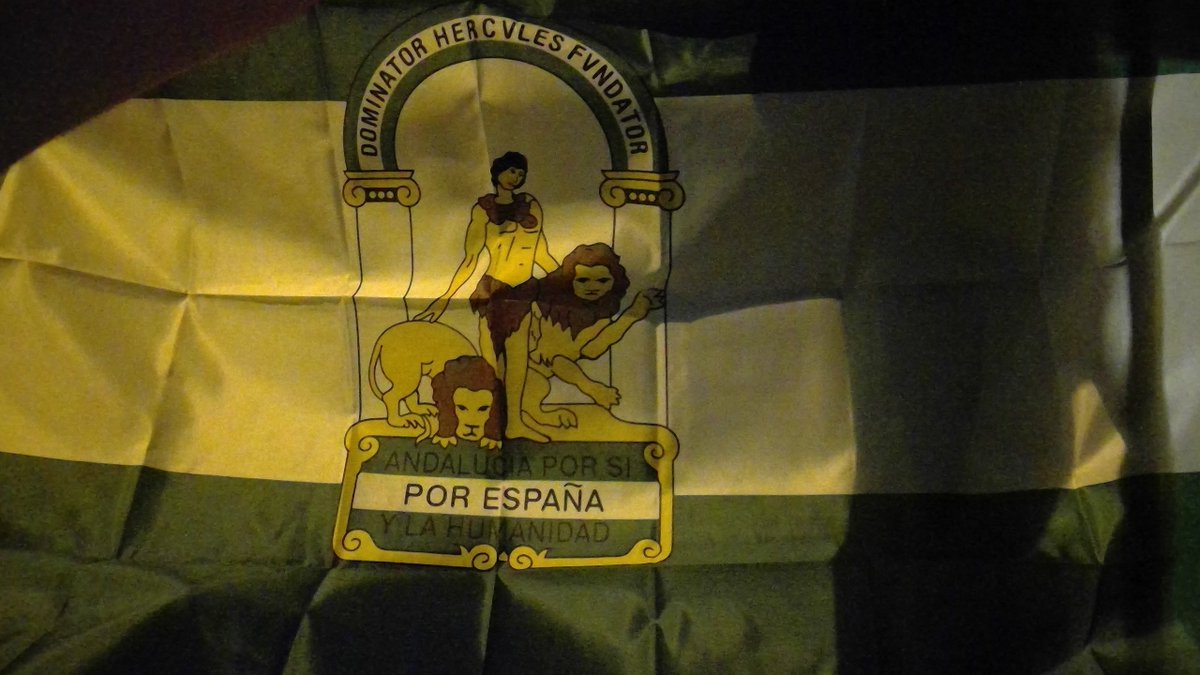 DOMINATOR HERCVLES FVNDATOR
ANDALUCIA POR SI
POR ESPAÑA
Y LA HUMANIDAD